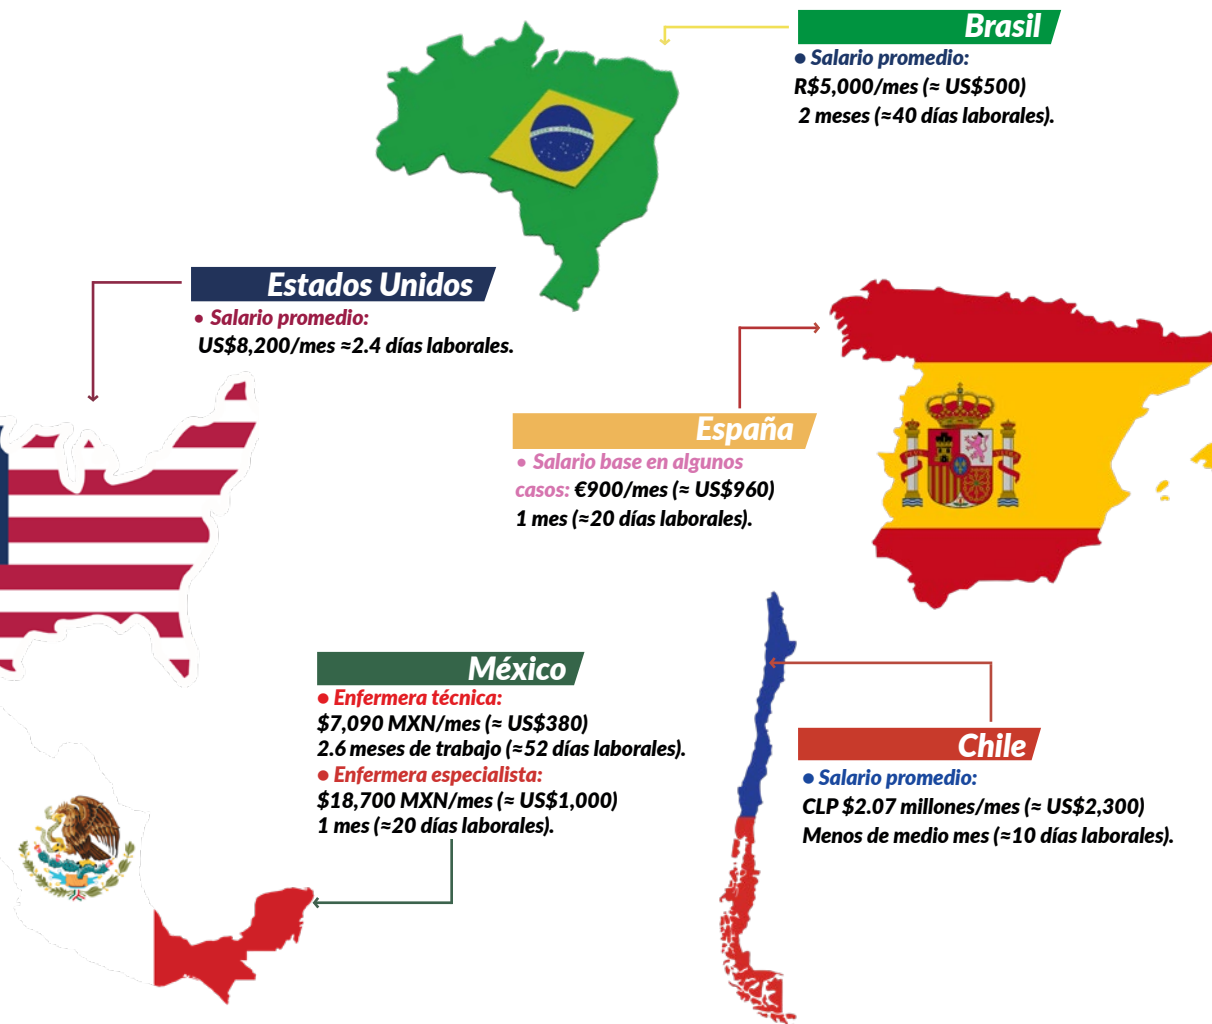 Brasil
• Salario promedio:
R$5,000/mes (≈ US$500)
2 meses (≈40 días laborales).
Estados Unidos
• Salario promedio:
US$8,200/mes ≈2.4 días laborales.
España
• Salario base en algunos
casos: €900/mes (≈ US$960)
1 mes (≈20 días laborales).
México
• Enfermera técnica:
$7,090 MXN/mes (≈ US$380)
2.6 meses de trabajo (≈52 días laborales).
• Enfermera especialista:
$18,700 MXN/mes (≈ US$1,000)
1 mes (≈20 días laborales).
Chile
• Salario promedio:
CLP $2.07 millones/mes (≈ US$2,300)
Menos de medio mes (≈10 días laborales).